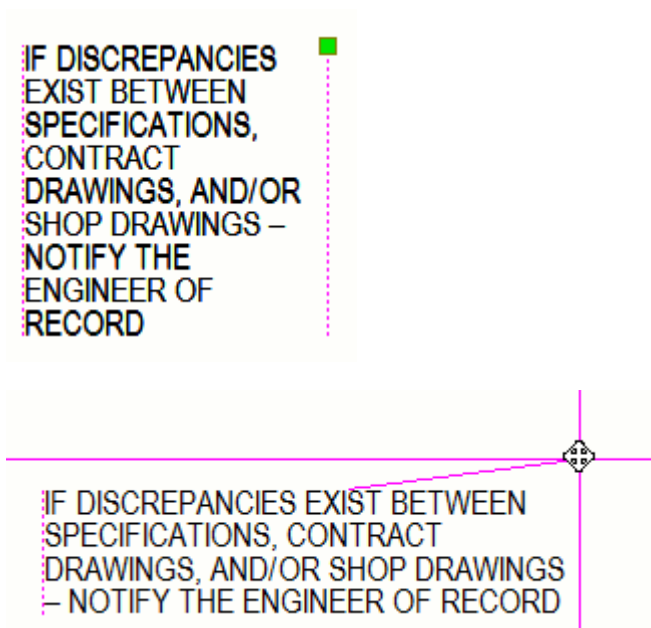 IF DISCREPANCIES
EXIST BETWEEN
SPECIFICATIONS,
CONTRACT
DRAWINGS, AND/OR
SHOP DRAWINGS –
NOTIFY THE
ENGINEER OF
RECORD
IF DISCREPANCIES EXIST BETWEEN
SPECIFICATIONS, CONTRACT
DRAWINGS, AND/OR SHOP DRAWINGS
– NOTIFY THE ENGINEER OF RECORD